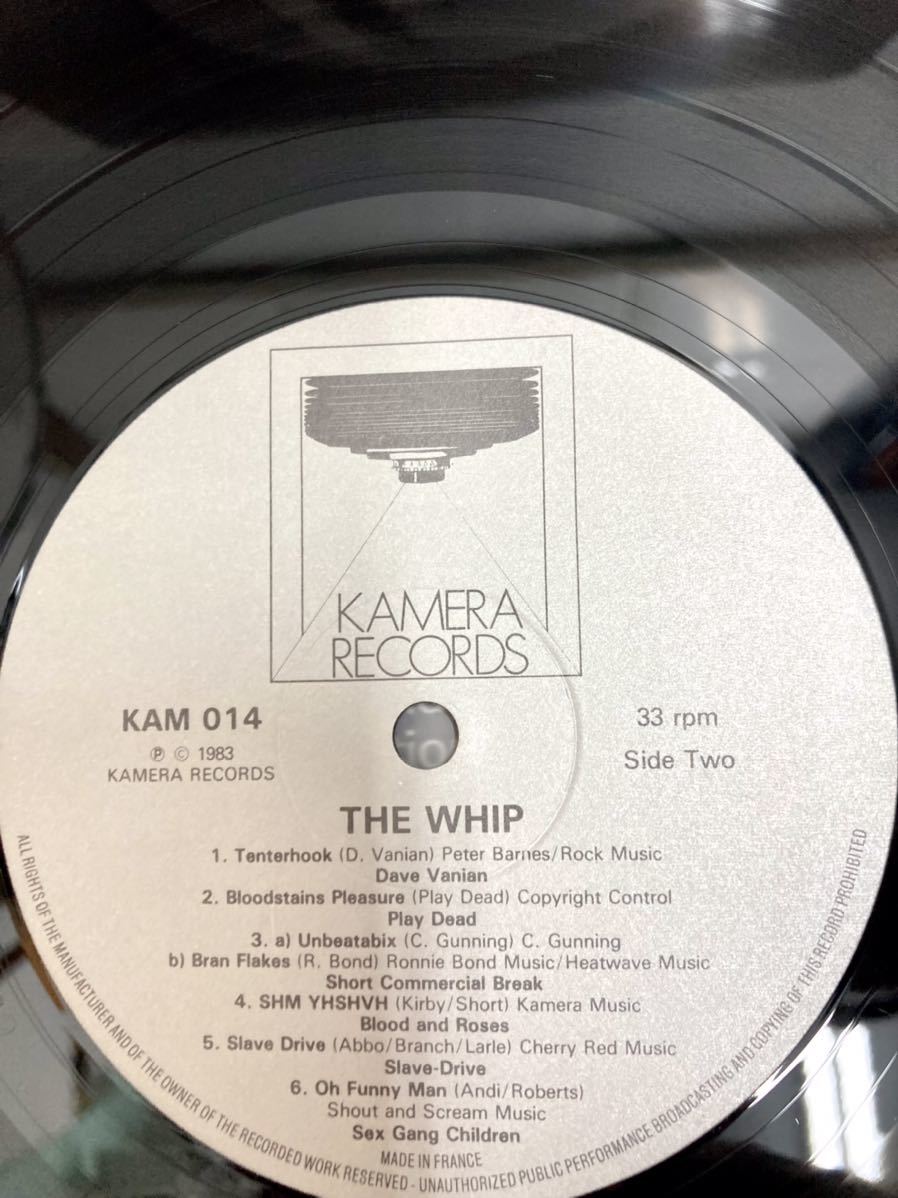 KAMERA
RECORDS
KAM 014
℗ © 1983
KAMERA RECORDS
33 rpm
Side Two
THE WHIP
1. Tenterhook (D. Vanian) Peter Barnes/Rock Music
Dave Vanian
2. Bloodstains Pleasure (Play Dead) Copyright Control
Play Dead
3. a) Unbeatabix (C. Gunning) C. Gunning
b) Bran Flakes (R. Bond) Ronnie Bond Music/Heatwave Music
Short Commercial Break
4. SHM YHSHVH (Kirby/Short) Kamera Music
Blood and Roses
5. Slave Drive (Abbo/Branch/Larle) Cherry Red Music
Slave-Drive
6. Oh Funny Man (Andi/Roberts)
Shout and Scream Music
Sex Gang Children
MADE IN FRANCE
ALL RIGHTS OF THE MANUFACTURER AND OF THE OWNER OF THE RECORDED WORK RESERVED - UNAUTHORIZED PUBLIC PERFORMANCE BROADCASTING AND COPYING OF THIS RECORD PROHIBITED